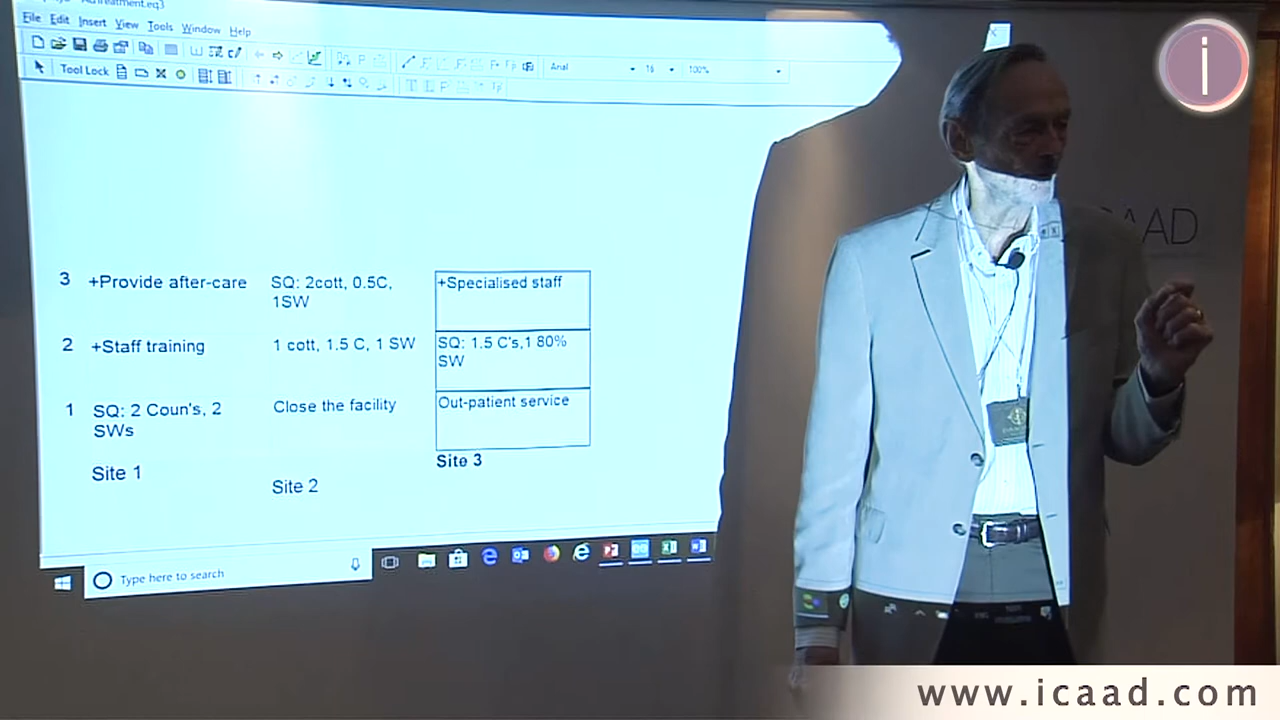 File Edit Insert View Tools Window Help
Tool Lock
Arial
16
100%
3 +Provide after-care SQ: 2cott, 0.5C, +Specialised staff
1SW
2 +Staff training 1 cott, 1.5 C, 1 SW SQ: 1.5 C's,1 80%
SW
1 SQ: 2 Coun's, 2 Close the facility Out-patient service
SWs
Site 1 Site 2 Site 3
Type here to search
i
www.icaad.com